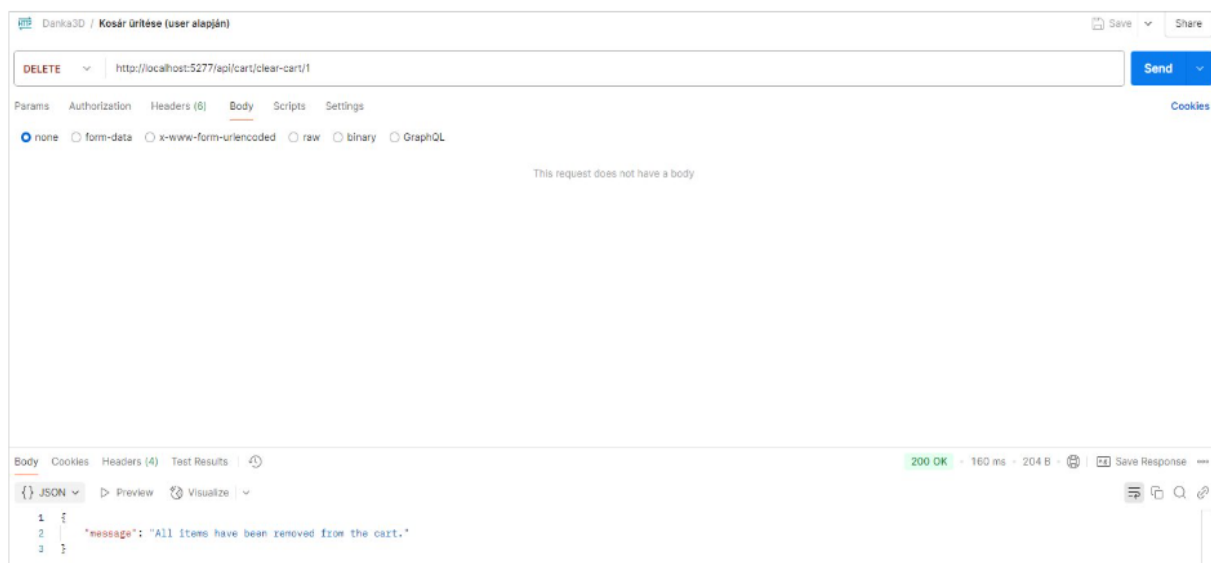 Danka3D / Kosár ürítése (user alapján) Save Share
DELETE http://localhost:5277/api/cart/clear-cart/1 Send
Params Authorization Headers (6) Body Scripts Settings Cookies
none form-data x-www-form-urlencoded raw binary GraphQL
This request does not have a body
Body Cookies Headers (4) Test Results 200 OK 160 ms 204 B Save Response
{} JSON Preview Visualize
1 {
2 "message": "All items have been removed from the cart."
3 }